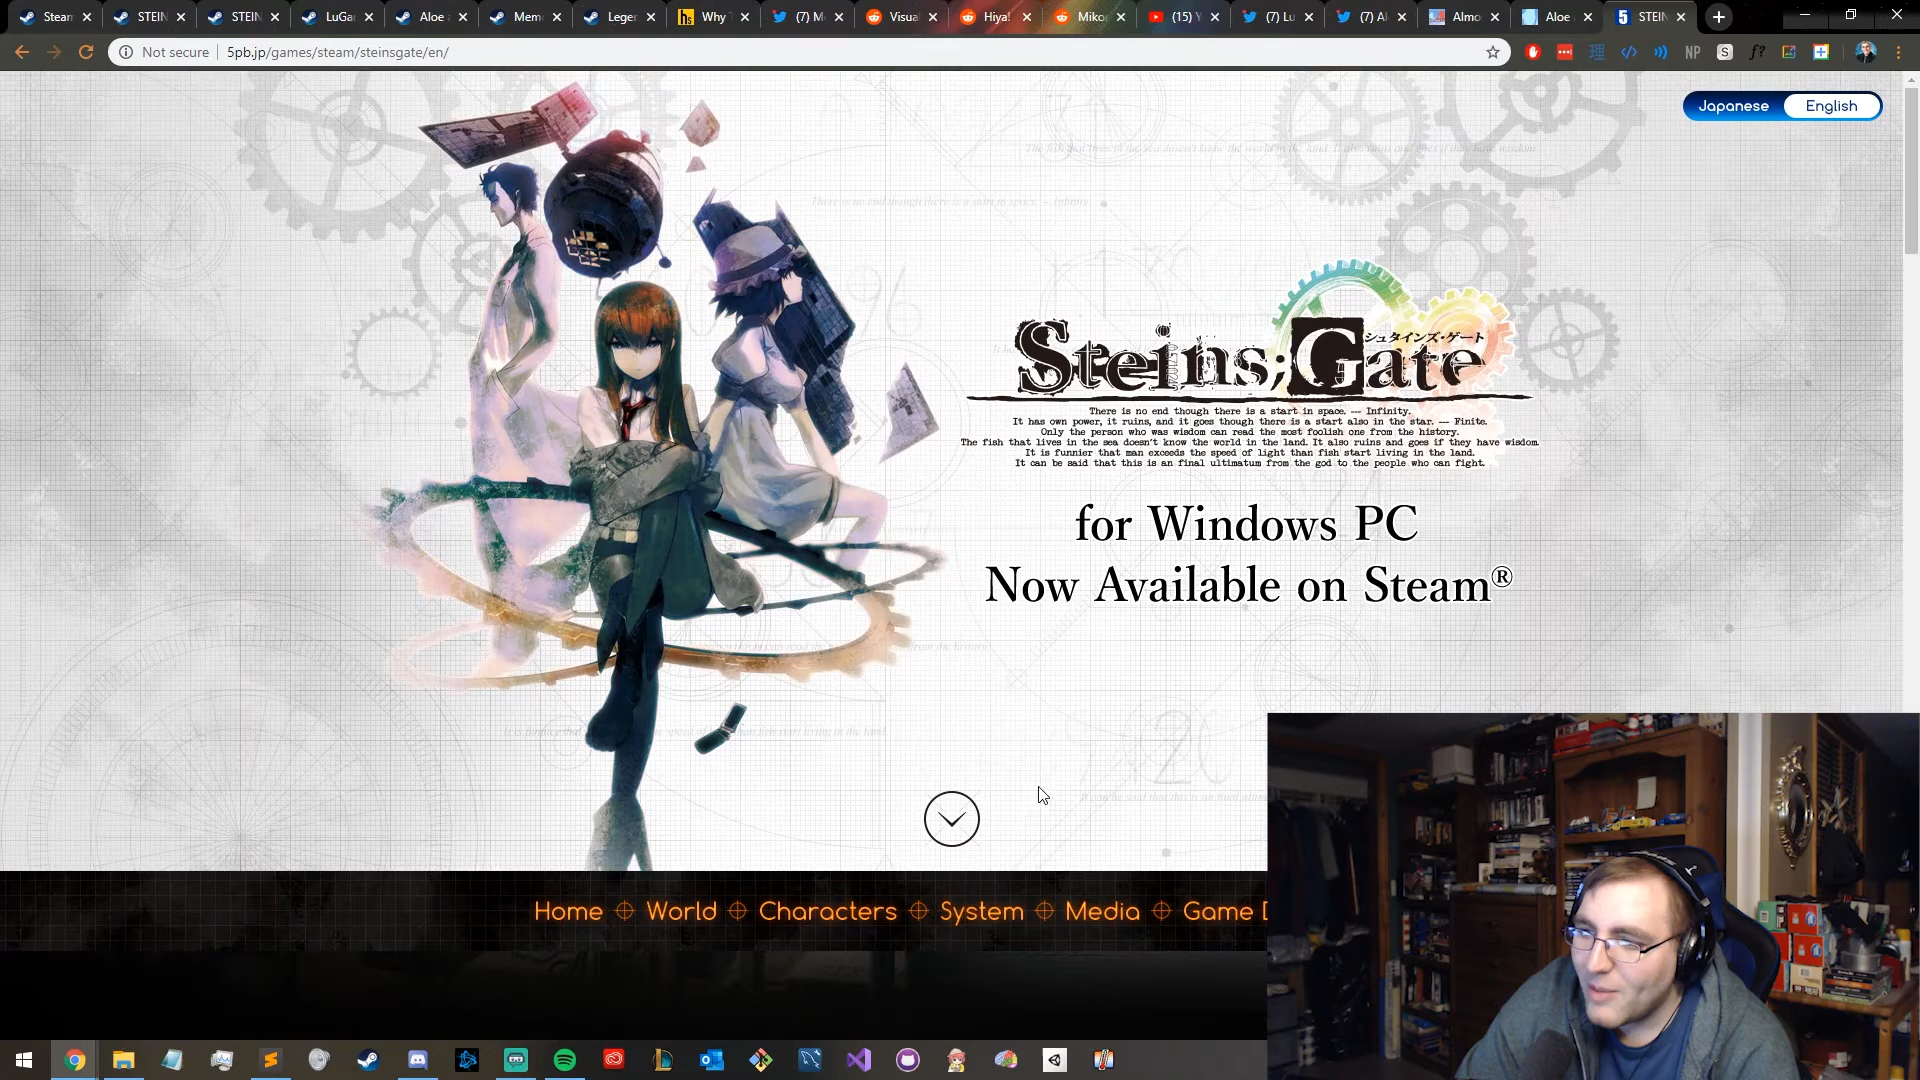 Steam
STEIN
STEIN
LuGa
Aloe
Mem
Leger
Why
(7) M
Visual
Hiya!
Miko
(15) Y
(7) Lu
(7) Al
Almo
Aloe
STEIN
Not secure
5pb.jp/games/steam/steinsgate/en/
Japanese
English
Steins;Gate
シュタインズ・ゲート
There is no end though there is a start in space. — Infinity.
It has own power, it ruins, and it goes though there is a start also in the star. — Finite.
Only the person who was wisdom can read the most foolish one from the history.
The fish that lives in the sea doesn't know the world in the land. It also ruins and goes if they have wisdom.
It is funnier that man exceeds the speed of light than fish start living in the land.
It can be said that this is an final ultimatum from the god to the people who can fight.
for Windows PC
Now Available on Steam®
Home
World
Characters
System
Media
Game